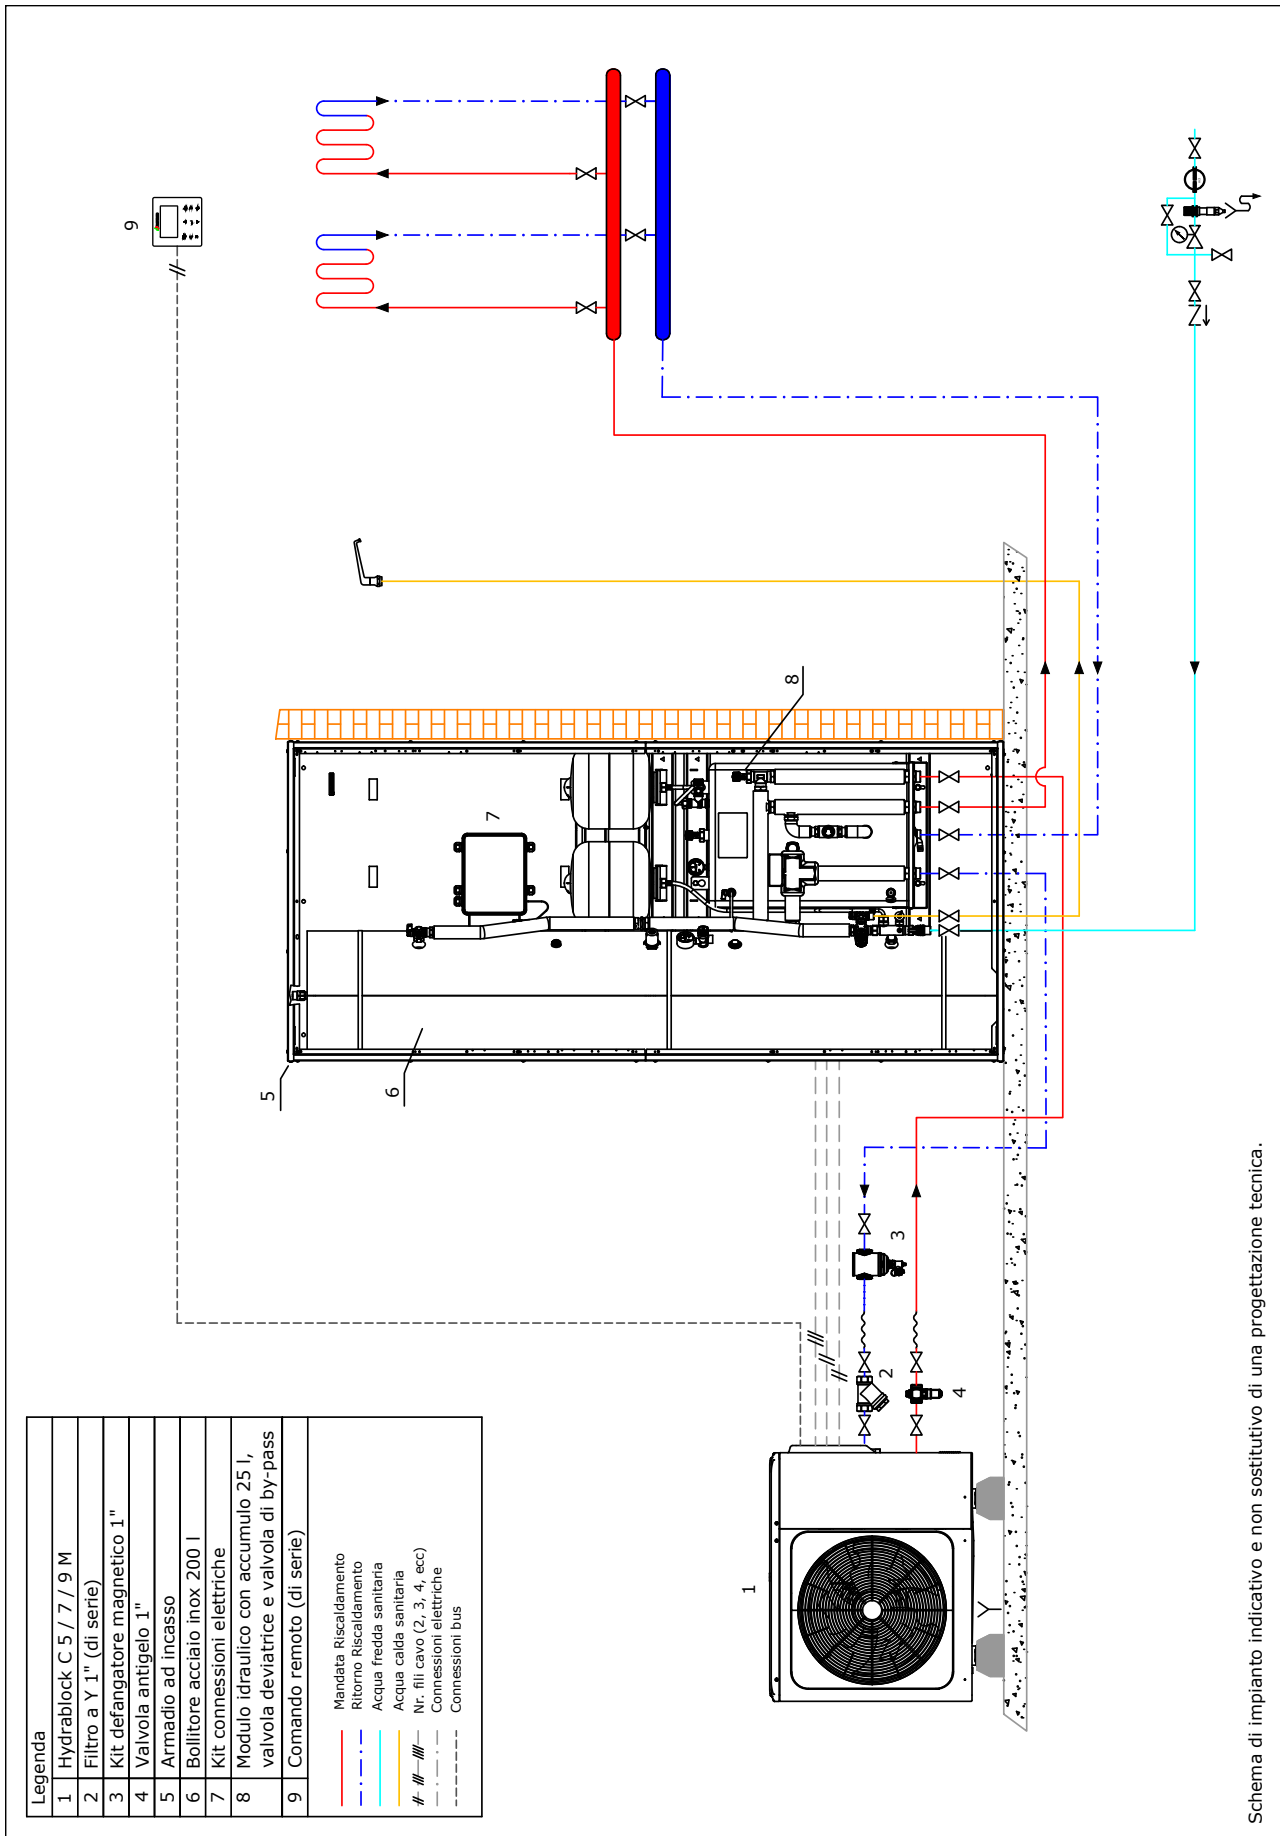 Legenda
1 Hydrablock C 5 / 7 / 9 M
2 Filtro a Y 1" (di serie)
3 Kit defangatore magnetico 1"
4 Valvola antigelo 1"
5 Armadio ad incasso
6 Bollitore acciaio inox 200 l
7 Kit connessioni elettriche
8 Modulo idraulico con accumulo 25 l,
valvola deviatrice e valvola di by-pass
9 Comando remoto (di serie)
Mandata Riscaldamento
Ritorno Riscaldamento
Acqua fredda sanitaria
Acqua calda sanitaria
Nr. fili cavo (2, 3, 4, ecc)
Connessioni elettriche
Connessioni bus
1
2
3
4
5
6
7
8
8
9
Schema di impianto indicativo e non sostitutivo di una progettazione tecnica.